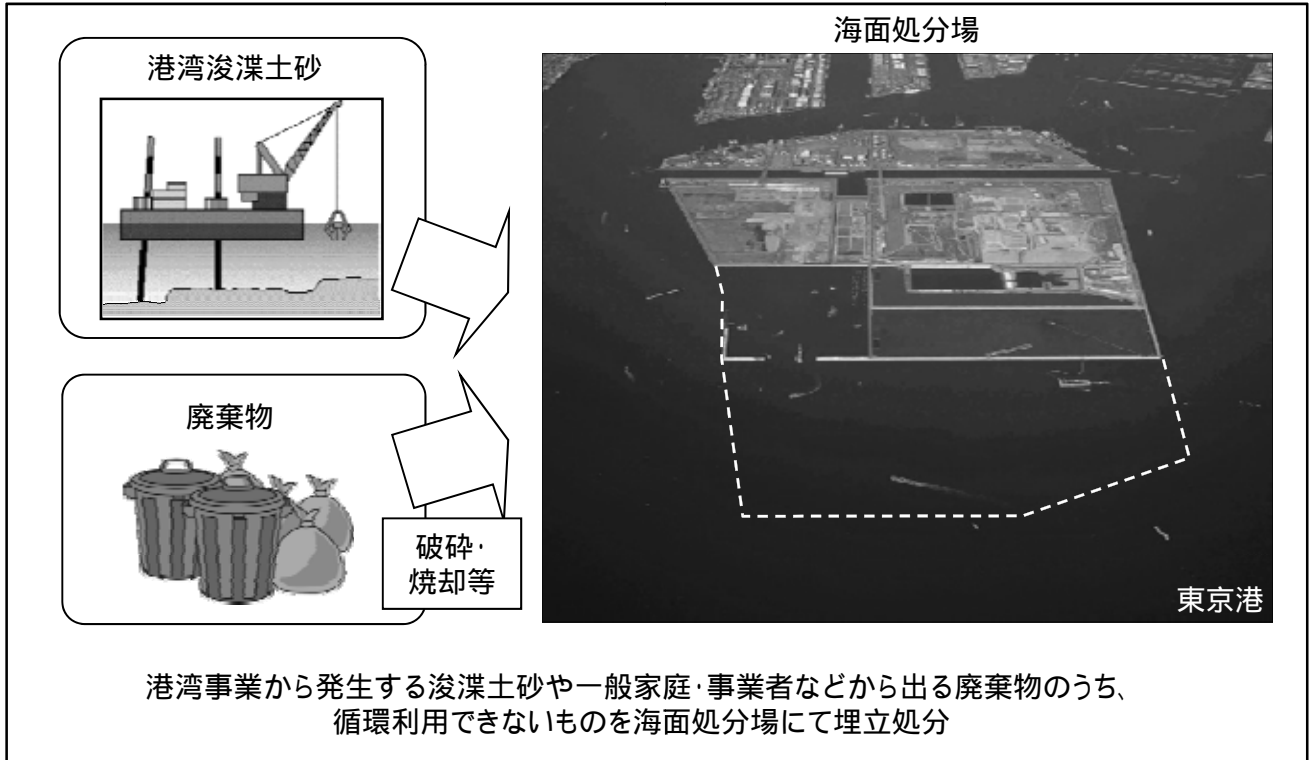 海面処分場
港湾浚渫土砂
廃棄物
破砕・
焼却等
東京港
港湾事業から発生する浚渫土砂や一般家庭・事業者などから出る廃棄物のうち、
循環利用できないものを海面処分場にて埋立処分